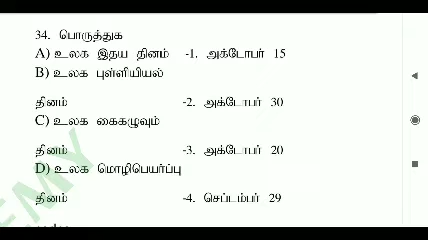 34. பொருத்துக
A) உலக இதய தினம் -1. அக்டோபர் 15
B) உலக புள்ளியியல்
தினம் -2. அக்டோபர் 30
C) உலக கைகழுவும்
தினம் -3. அக்டோபர் 20
D) உலக மொழிபெயர்ப்பு
தினம் -4. செப்டம்பர் 29